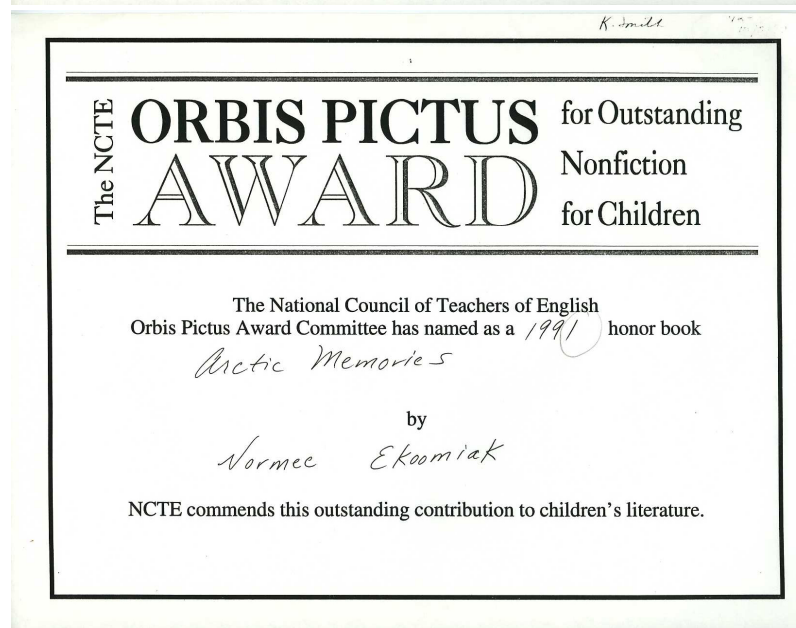 K. Smith
The NCTE
ORBIS PICTUS
AWARD
for Outstanding
Nonfiction
for Children
The National Council of Teachers of English
Orbis Pictus Award Committee has named as a 1991 honor book
Arctic Memories
by
Normee Ekoomiak
NCTE commends this outstanding contribution to children's literature.